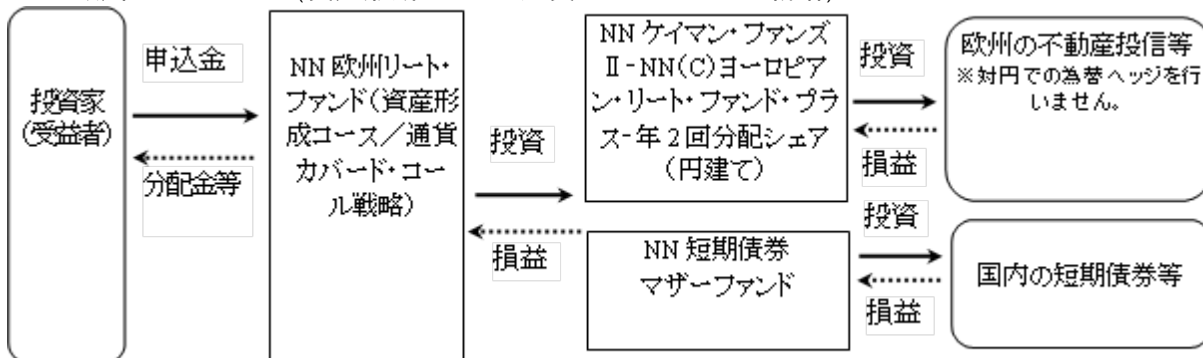 投資家
(受益者)
申込金
分配金等
NN 欧州リート・
ファンド(資産形
成コース／通貨
カバード・コー
ル戦略)
投資
損益
NN ケイマン・ファンズ
Ⅱ-NN(C)ヨーロピア
ン・リート・ファンド・プラ
ス-年2回分配シェア
(円建て)
NN 短期債券
マザーファンド
投資
損益
投資
損益
欧州の不動産投信等
※対円での為替ヘッジを行
いません。
国内の短期債券等